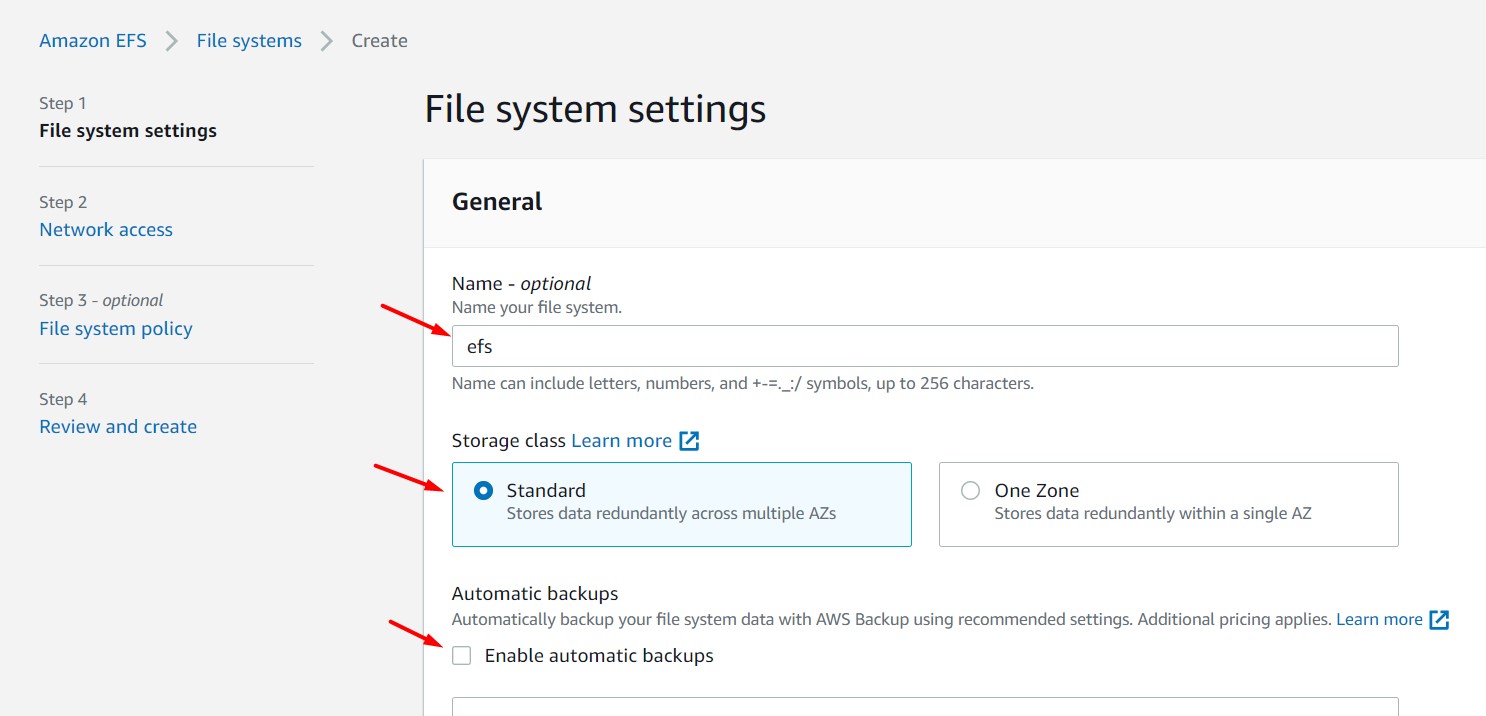 Amazon EFS > File systems > Create
Step 1
File system settings
Step 2
Network access
Step 3 - optional
File system policy
Step 4
Review and create
File system settings
General
Name - optional
Name your file system.
efs
Name can include letters, numbers, and +-=._:/ symbols, up to 256 characters.
Storage class Learn more
Standard
Stores data redundantly across multiple AZs
One Zone
Stores data redundantly within a single AZ
Automatic backups
Automatically backup your file system data with AWS Backup using recommended settings. Additional pricing applies. Learn more
Enable automatic backups